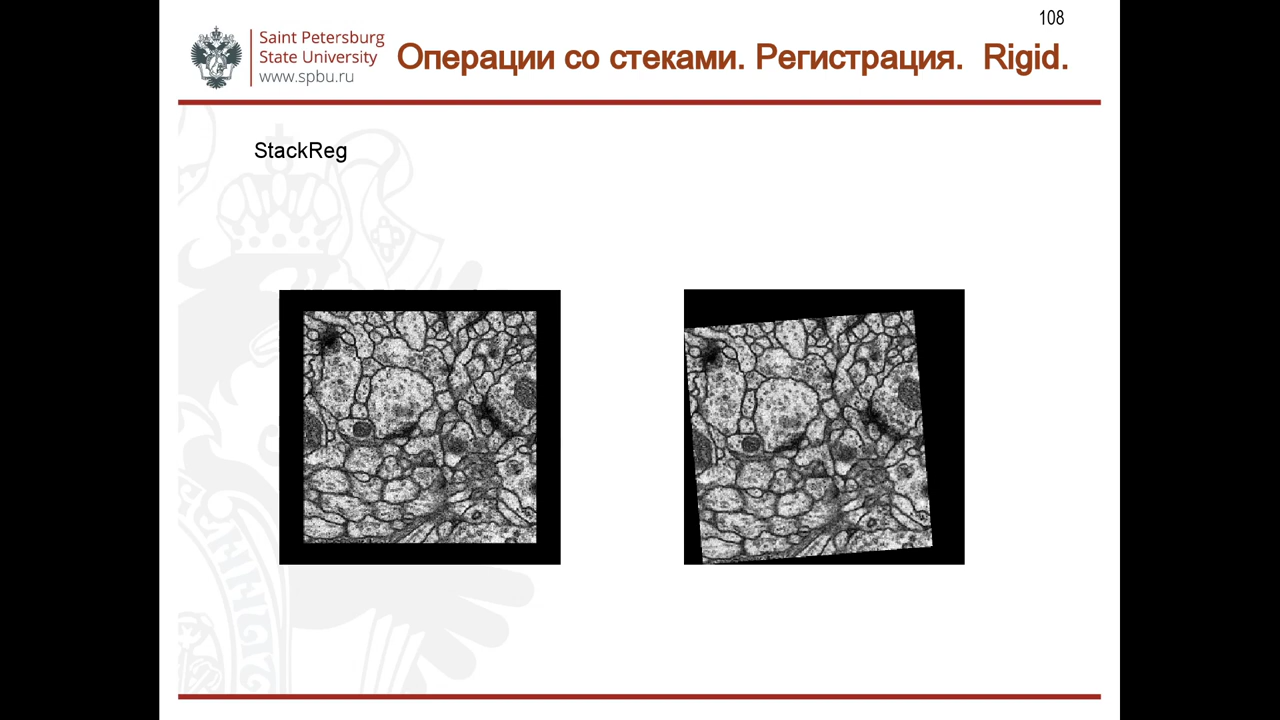 108
Saint Petersburg
State University
www.spbu.ru
Операции со стеками. Регистрация. Rigid.
StackReg